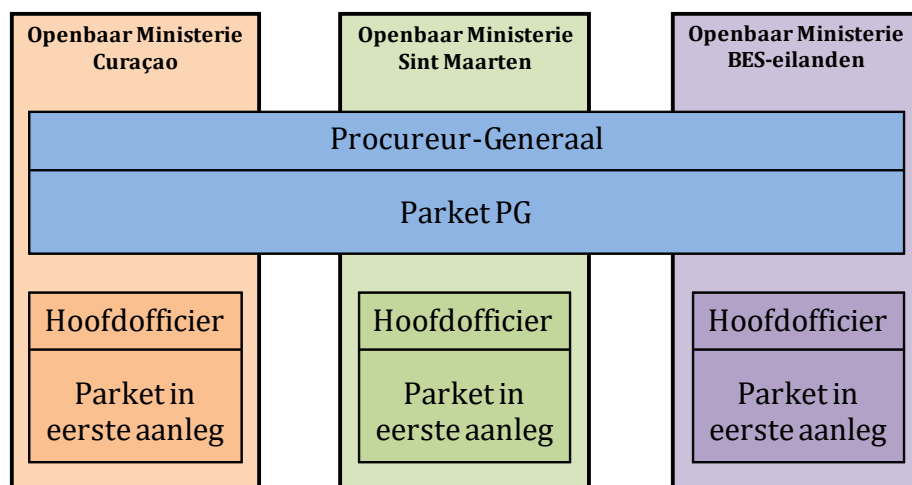 Openbaar Ministerie
Curaçao
Openbaar Ministerie
Sint Maarten
Openbaar Ministerie
BES-eilanden
Procureur-Generaal
Parket PG
Hoofdofficier
Parket in
eerste aanleg
Hoofdofficier
Parket in
eerste aanleg
Hoofdofficier
Parket in
eerste aanleg